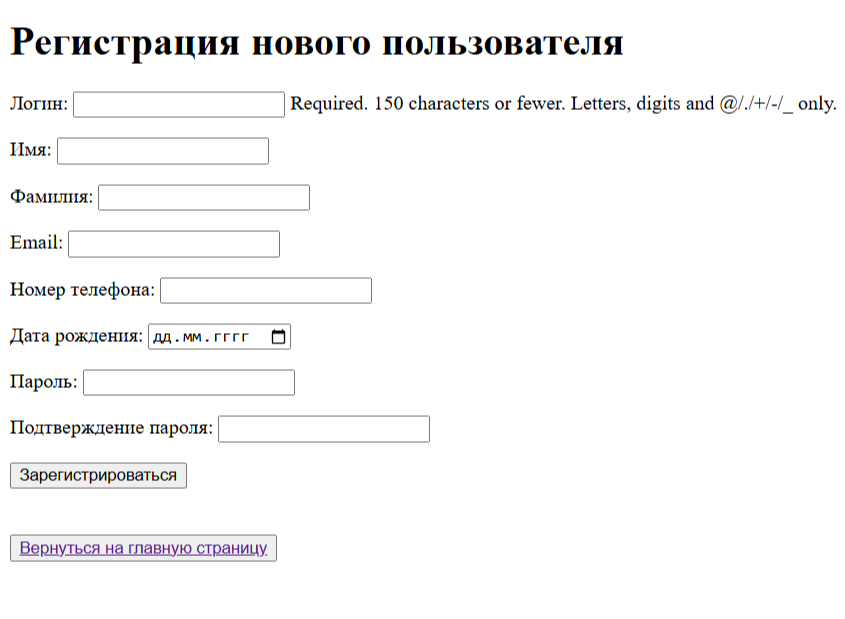 Регистрация нового пользователя
Логин: Required. 150 characters or fewer. Letters, digits and @/./+/-/_ only.
Имя:
Фамилия:
Email:
Номер телефона:
Дата рождения: дд.мм.гггг
Пароль:
Подтверждение пароля:
Зарегистрироваться
Вернуться на главную страницу